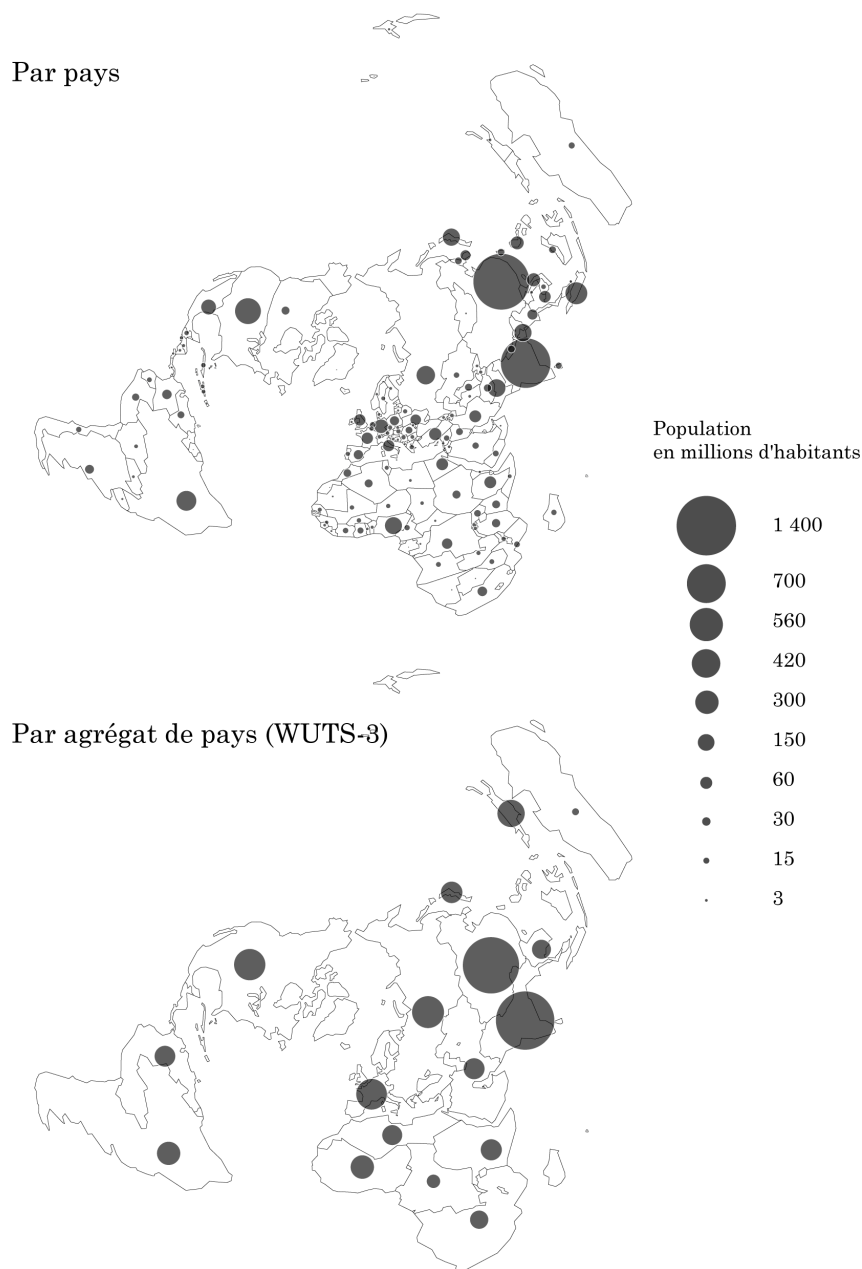 Par pays
Population
en millions d'habitants
1 400
700
560
420
300
150
60
30
15
3
Par agrégat de pays (WUTS-3)